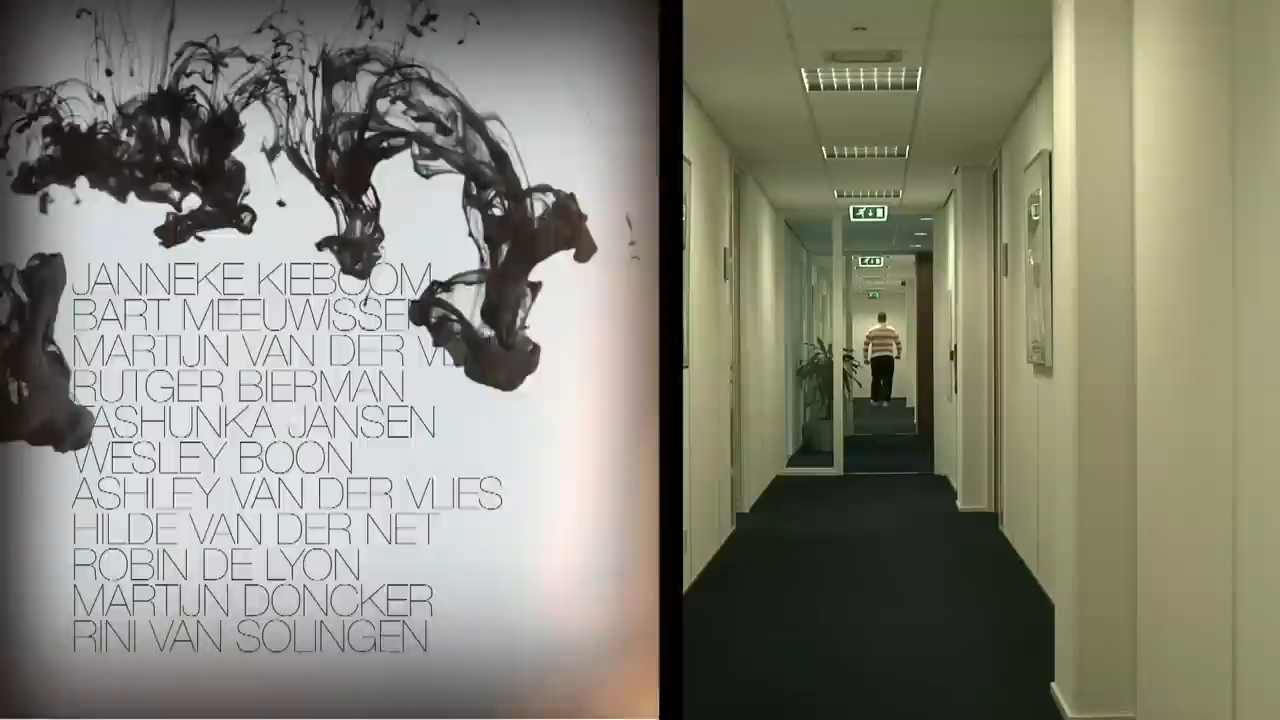 JANNEKE KIEBOOM
BART MEEUWISSEN
MARTIJN VAN DER
RUTGER BIERMAN
JANSEN
WESLEY BOON
ASHLEY VAN DER VLIES
HILDE VAN DER NET
ROBIN DE LYON
MARTIJN DONCKER
RINI VAN SOLINGEN